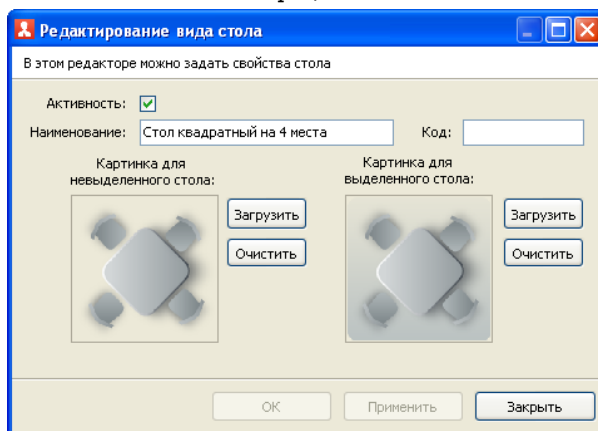 Редактирование вида стола
В этом редакторе можно задать свойства стола
Активность:
Наименование: Стол квадратный на 4 места Код:
Картинка для невыделенного стола:
Картинка для выделенного стола:
Загрузить
Очистить
Загрузить
Очистить
ОК Применить Закрыть